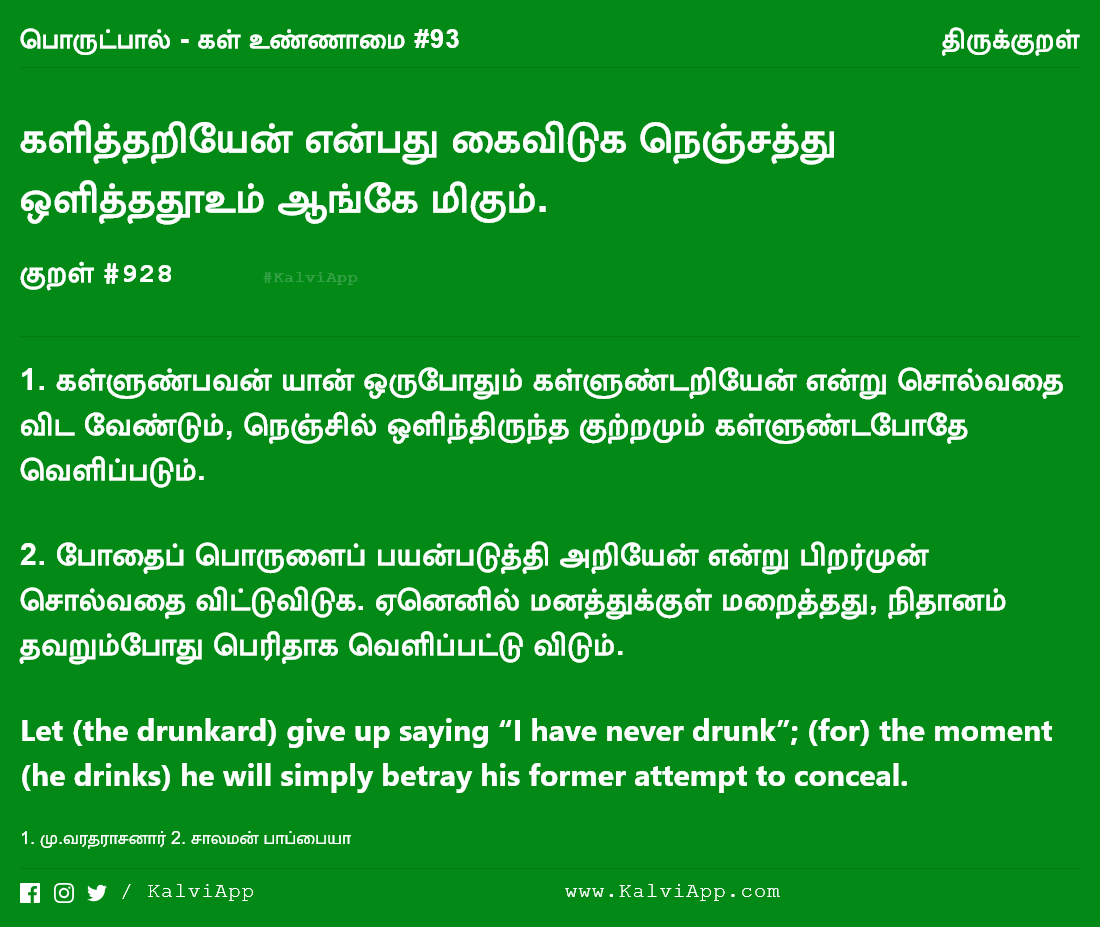 பொருட்பால் - கள் உண்ணாமை #93
திருக்குறள்
களித்தறியேன் என்பது கைவிடுக நெஞ்சத்து
ஒளித்ததூஉம் ஆங்கே மிகும்.
குறள் #928
#KalviApp
1. கள்ளுண்பவன் யான் ஒருபோதும் கள்ளுண்டறியேன் என்று சொல்வதை
விட வேண்டும், நெஞ்சில் ஒளிந்திருந்த குற்றமும் கள்ளுண்டபோதே
வெளிப்படும்.
2. போதைப் பொருளைப் பயன்படுத்தி அறியேன் என்று பிறர்முன்
சொல்வதை விட்டுவிடுக. ஏனெனில் மனத்துக்குள் மறைத்தது, நிதானம்
தவறும்போது பெரிதாக வெளிப்பட்டு விடும்.
Let (the drunkard) give up saying “I have never drunk”; (for) the moment
(he drinks) he will simply betray his former attempt to conceal.
1. மு.வரதராசனார் 2. சாலமன் பாப்பையா
/ KalviApp
www.KalviApp.com